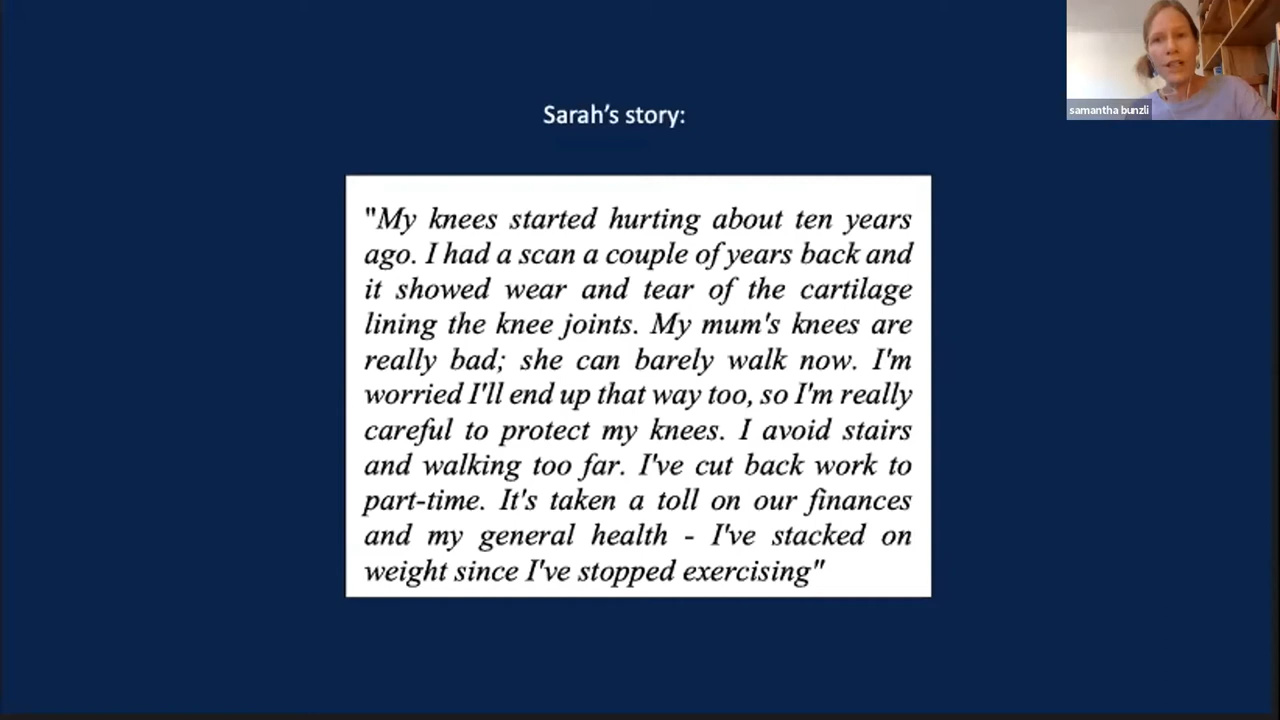 samantha bunzli
Sarah’s story:
"My knees started hurting about ten years
ago. I had a scan a couple of years back and
it showed wear and tear of the cartilage
lining the knee joints. My mum's knees are
really bad; she can barely walk now. I'm
worried I'll end up that way too, so I'm really
careful to protect my knees. I avoid stairs
and walking too far. I've cut back work to
part-time. It's taken a toll on our finances
and my general health - I've stacked on
weight since I've stopped exercising"